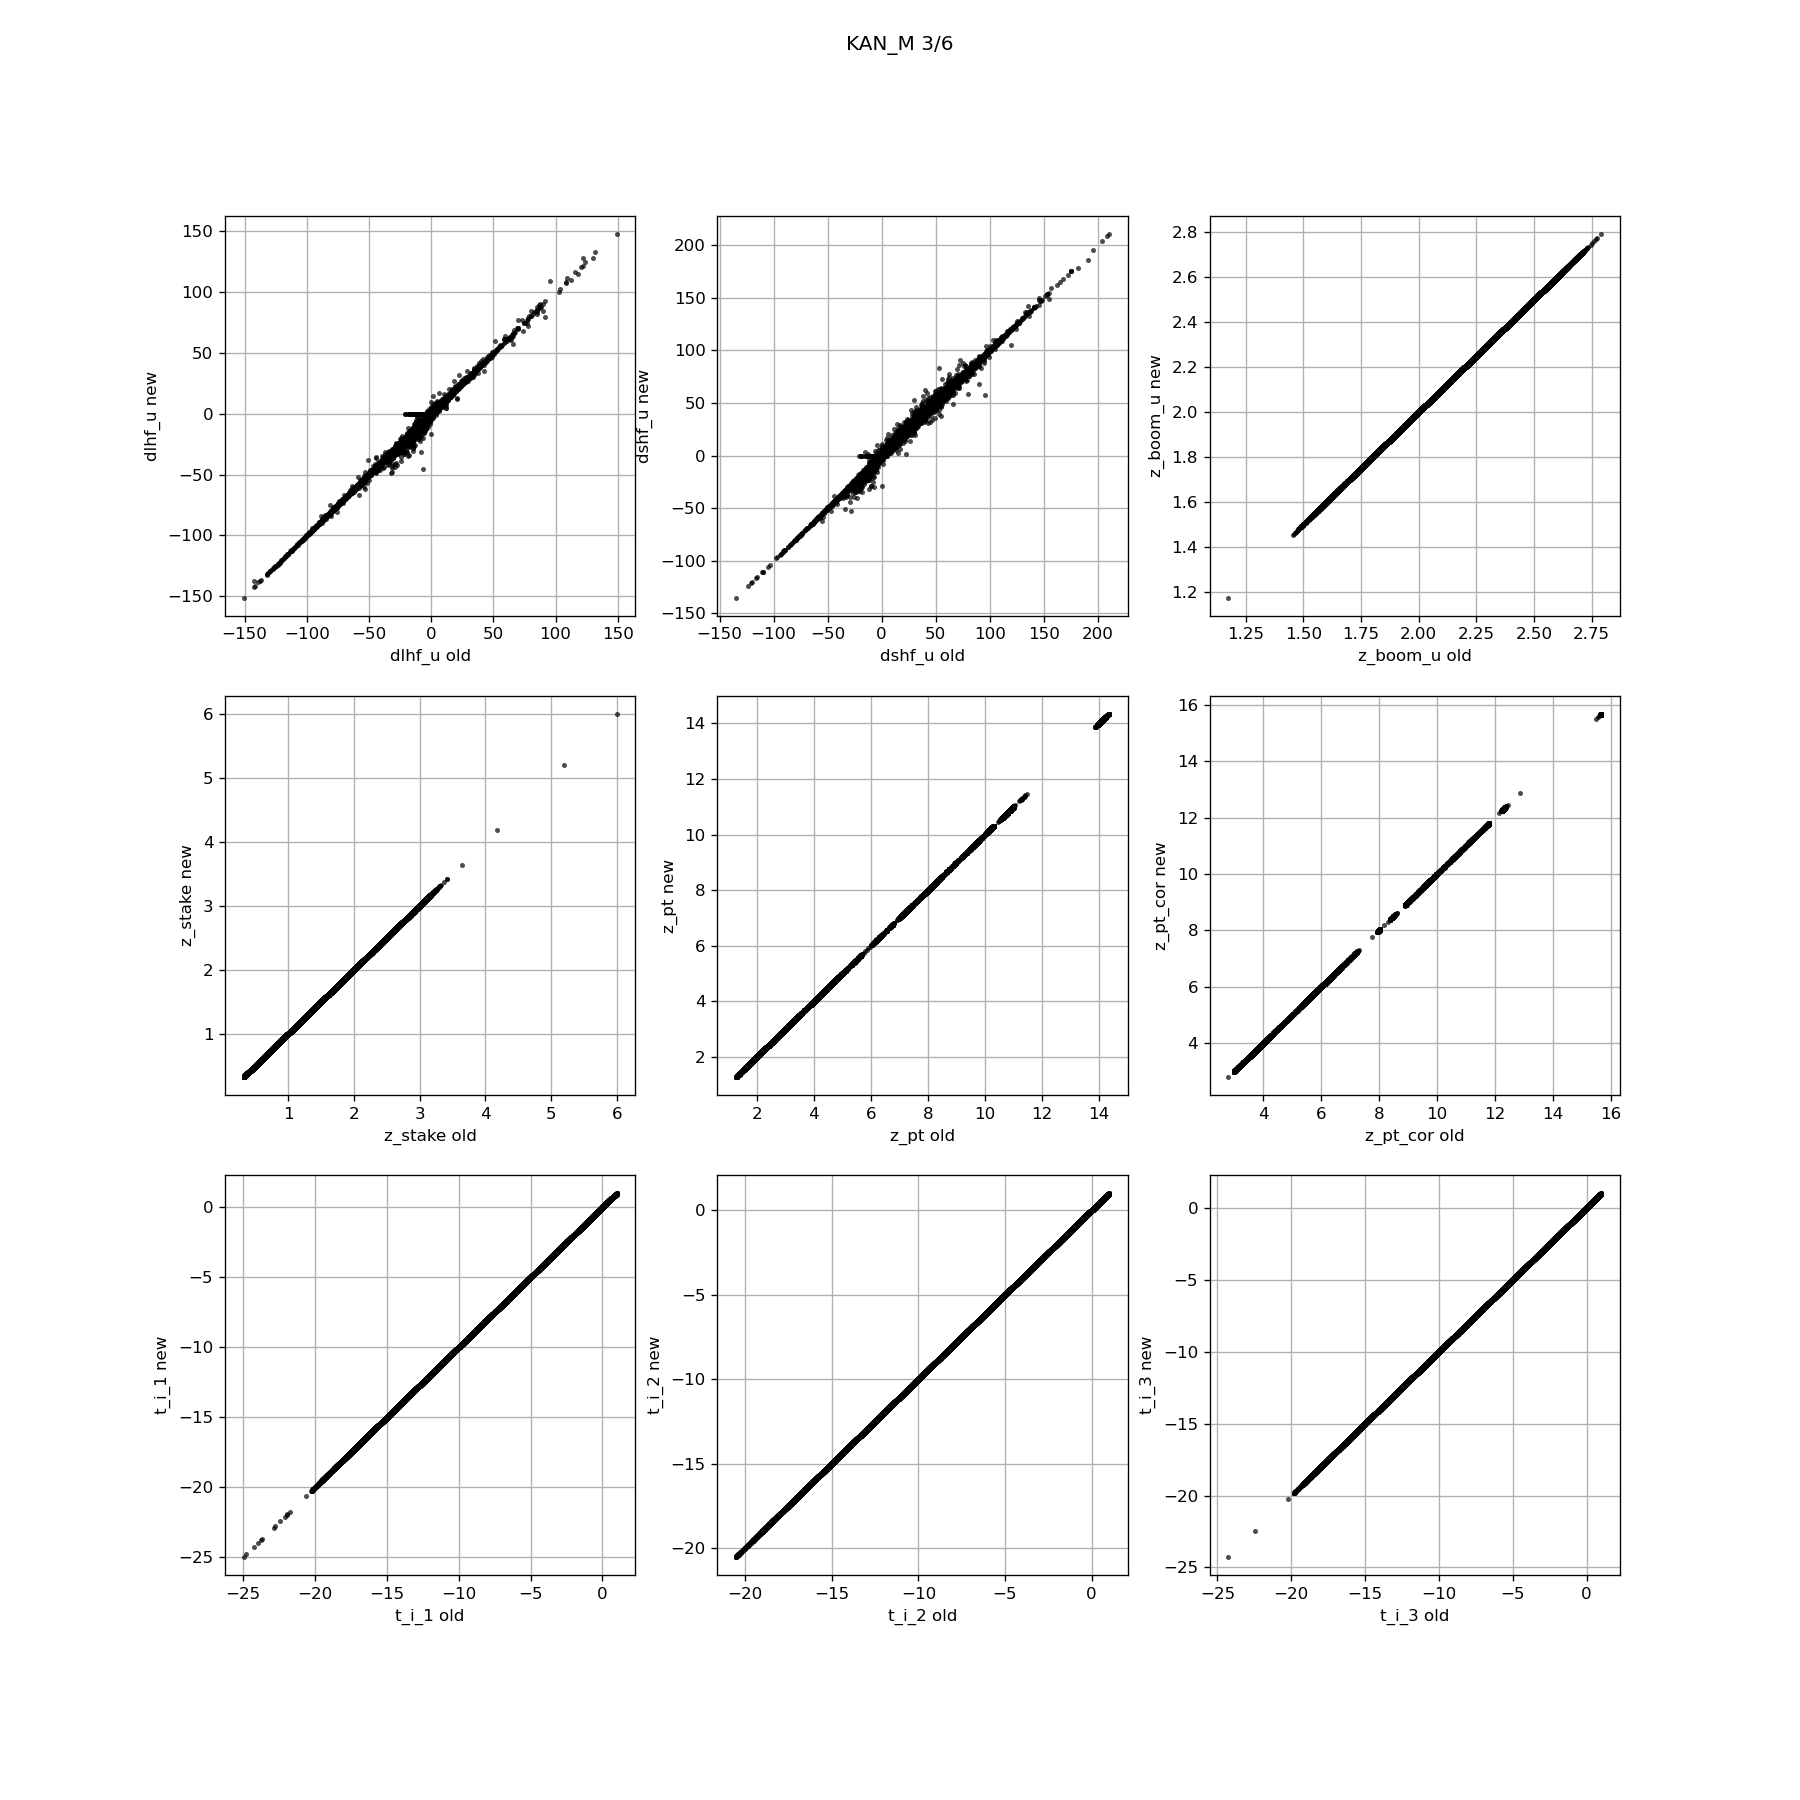 KAN_M 3/6
150
100
50
0
−50
−100
−150
dlhf_u new
−150 −100 −50 0 50 100 150
dlhf_u old
200
150
100
50
0
−50
−100
−150
dshf_u new
−150 −100 −50 0 50 100 150 200
dshf_u old
2.8
2.6
2.4
2.2
2.0
1.8
1.6
1.4
1.2
z_boom_u new
1.25 1.50 1.75 2.00 2.25 2.50 2.75
z_boom_u old
6
5
4
3
2
1
z_stake new
1 2 3 4 5 6
z_stake old
14
12
10
8
6
4
2
z_pt new
2 4 6 8 10 12 14
z_pt old
16
14
12
10
8
6
4
z_pt_cor new
4 6 8 10 12 14 16
z_pt_cor old
0
−5
−10
−15
−20
−25
t_i_1 new
−25 −20 −15 −10 −5 0
t_i_1 old
0
−5
−10
−15
−20
t_i_2 new
−20 −15 −10 −5 0
t_i_2 old
0
−5
−10
−15
−20
−25
t_i_3 new
−25 −20 −15 −10 −5 0
t_i_3 old